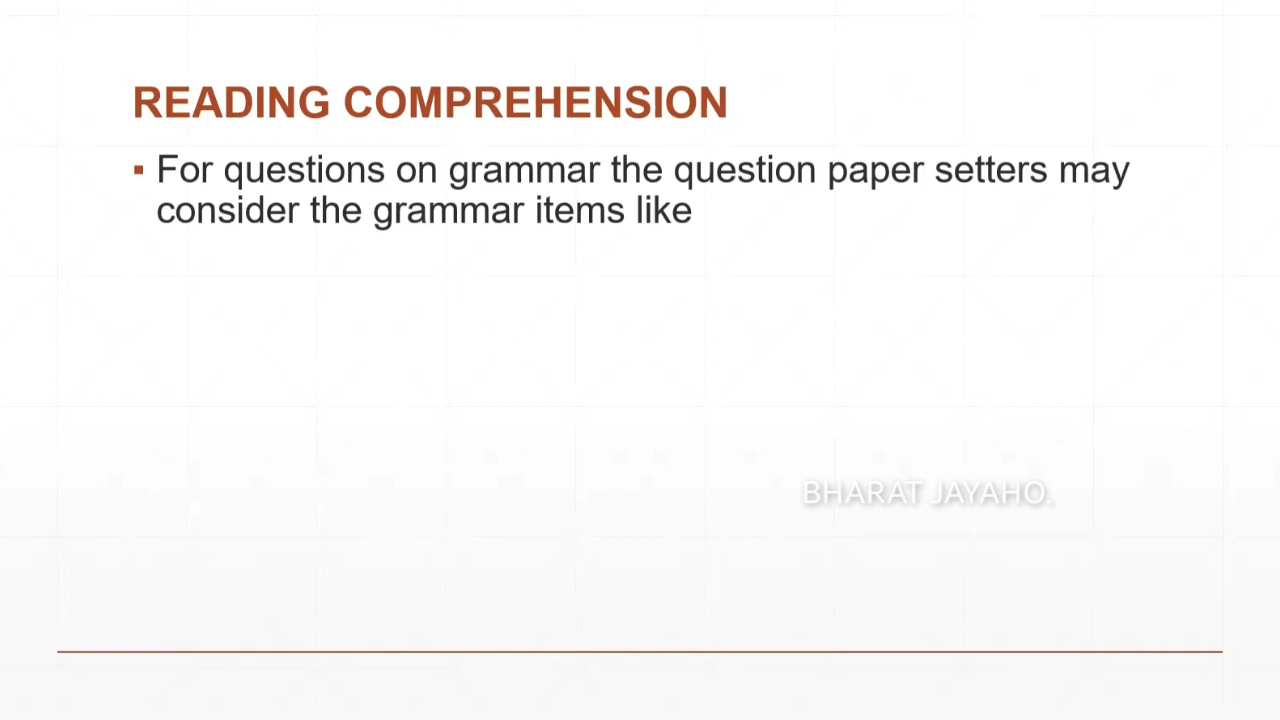 READING COMPREHENSION
▪ For questions on grammar the question paper setters may
consider the grammar items like
BHARAT JAYAHO.